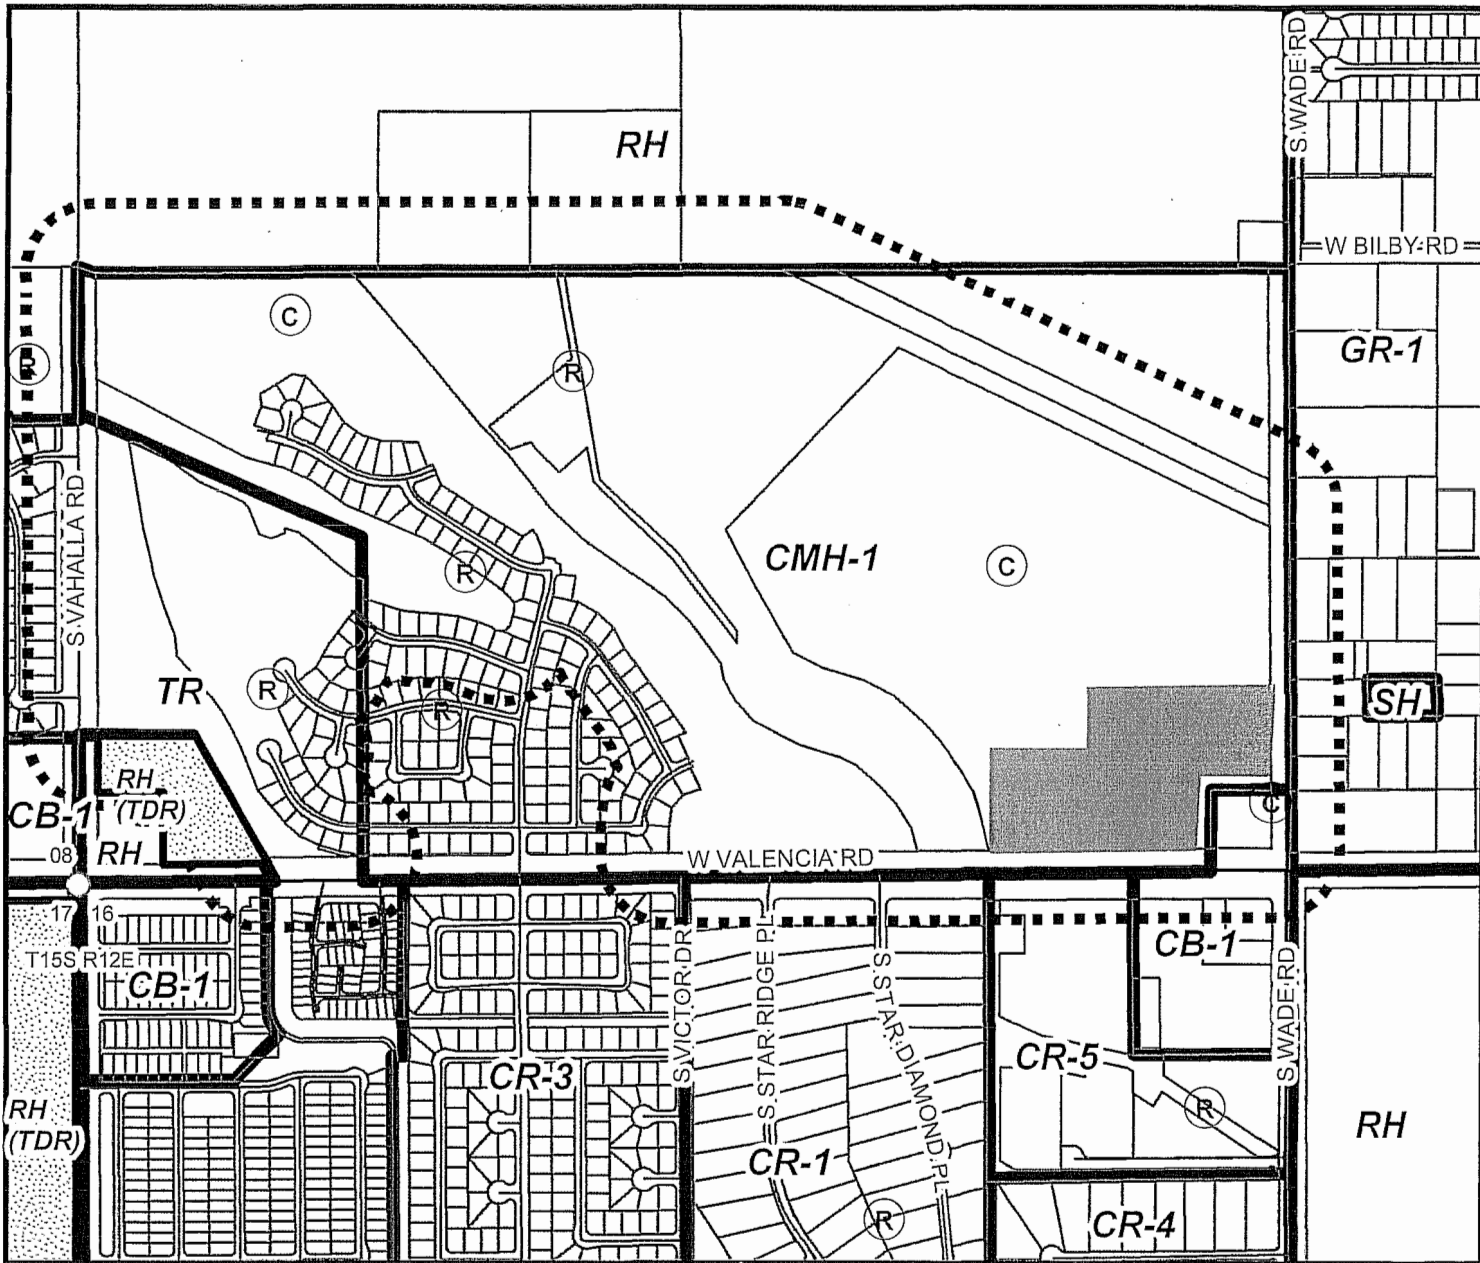 S.WADE RD
RH
W BILBY RD
C
R
R
GR-1
S.VAHALLA RD
CMH-1
C
R
TR
R
R
SH
RH
(TDR)
CB-1
RH
C
08
W VALENCIA RD
17 16
T15S R12E
CB-1
CB-1
S.VICTOR DR
S.STAR RIDGE PL
S.STAR DIAMOND PL
S.WADE RD
CR-3
CR-5
R
RH
(TDR)
RH
CR-1
R
CR-4